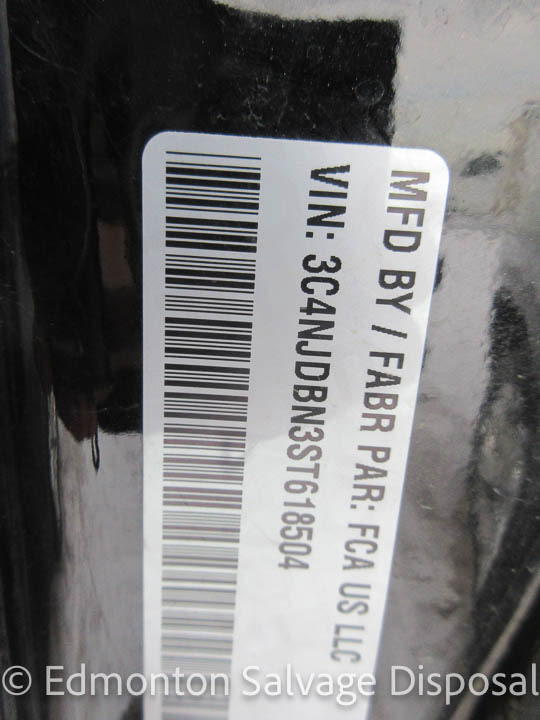 MFD BY / FABR PAR: FCA US LLC
VIN: 3C4NJDBN3ST618504
© Edmonton Salvage Disposal